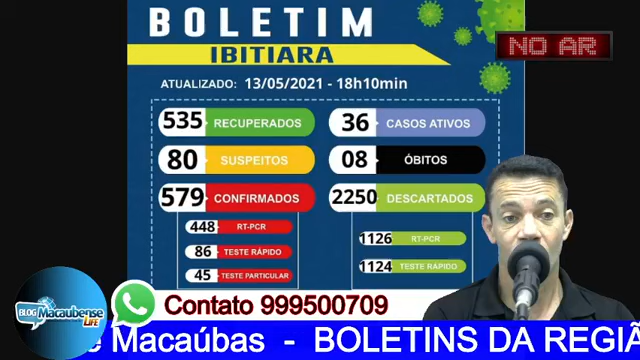 BOLETIM
IBITIARA
NO AR
ATUALIZADO: 13/05/2021 - 18h10min
535 RECUPERADOS 36 CASOS ATIVOS
80 SUSPEITOS 08 ÓBITOS
579 CONFIRMADOS 2250 DESCARTADOS
448 RT-PCR
86 TESTE RÁPIDO
45 TESTE PARTICULAR
1126 RT-PCR
1124 TESTE RÁPIDO
BLOG Macaubense LIFE
Contato 999500709
e Macaúbas - BOLETINS DA REGIÃ